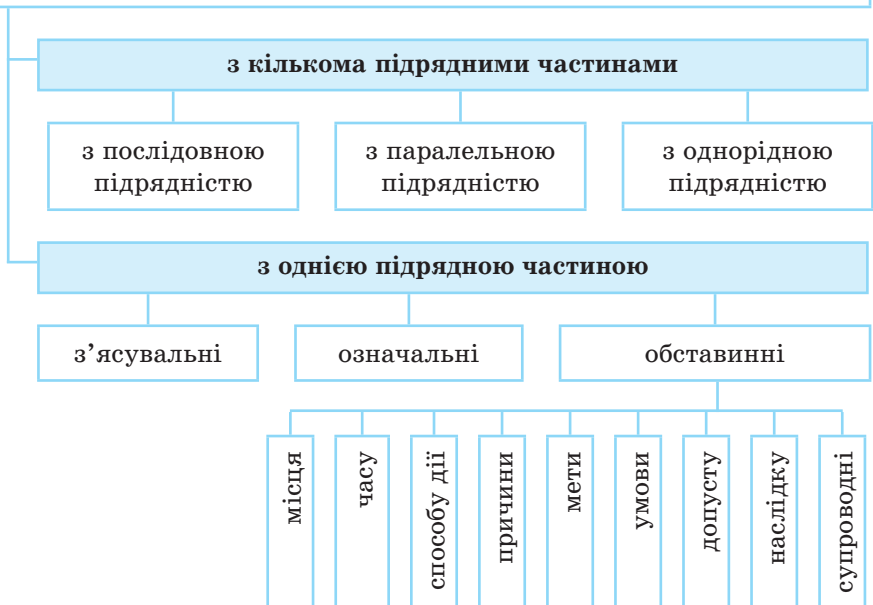 з кількома підрядними частинами
з послідовною
підрядністю
з паралельною
підрядністю
з однорідною
підрядністю
з однією підрядною частиною
з’ясувальні
означальні
обставинні
місця
часу
способу дії
причини
мети
умови
допусту
наслідку
супроводні